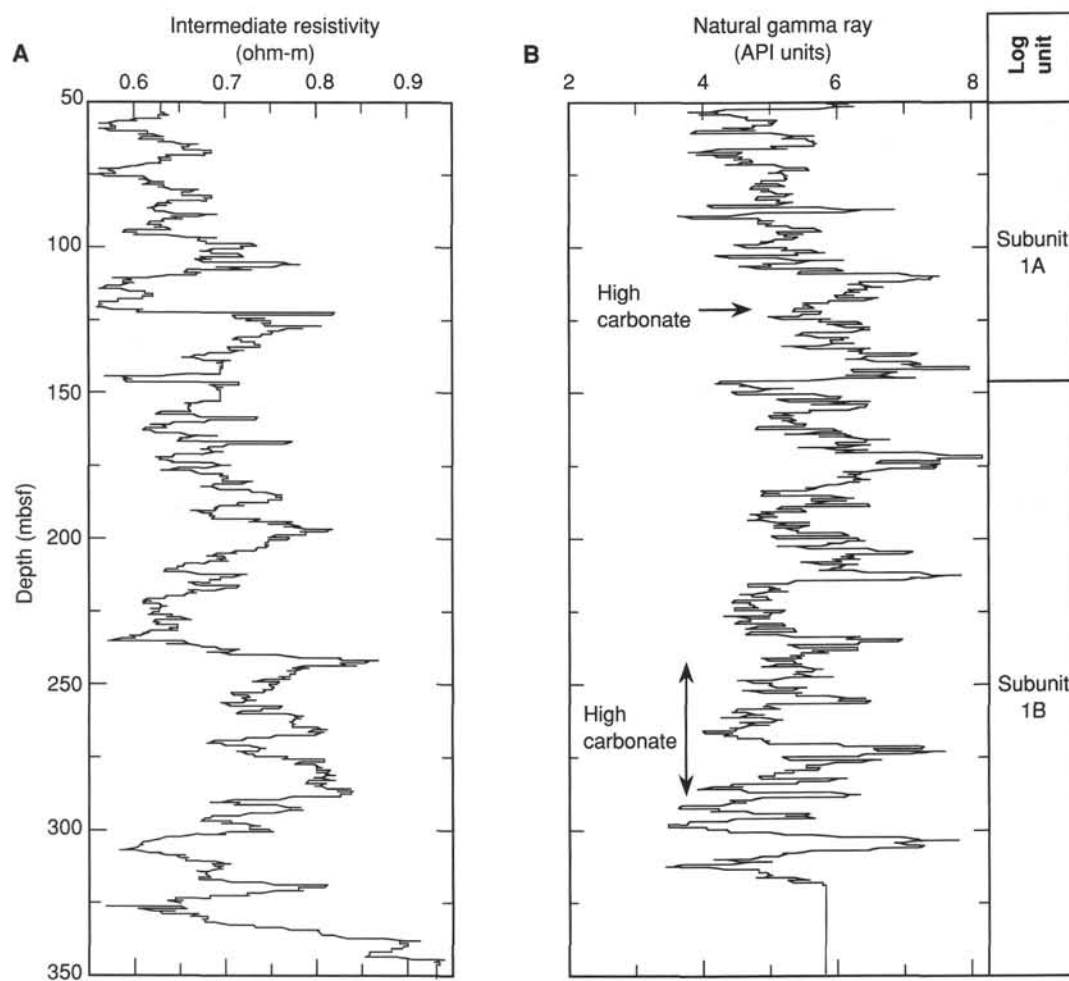 Intermediate resistivity
(ohm-m)
A
0.6 0.7 0.8 0.9
50
100
150
200
250
300
350
Depth (mbsf)
Natural gamma ray
(API units)
B
2 4 6 8
High
carbonate
High
carbonate
Log
unit
Subunit
1A
Subunit
1B